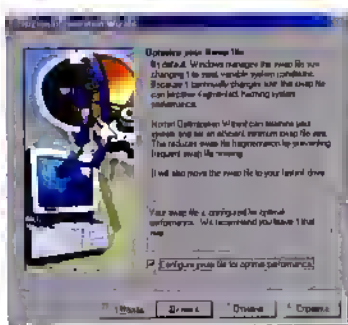 Optimization Wizard
Optimize your Swap file
By default, Windows manages the swap file by
changing it to meet variable system conditions.
Because it continually changes size, the swap file
can become fragmented, harming system
performance.
Norton Optimization Wizard can examine your
system and set an efficient minimum swap file size.
This reduces swap file fragmentation by preventing
frequent swap file resizing.
It will also move the swap file to your fastest drive
Your swap file is configured for optimal
performance. We recommend you leave it that
way.
Configure swap file for optimal performance.